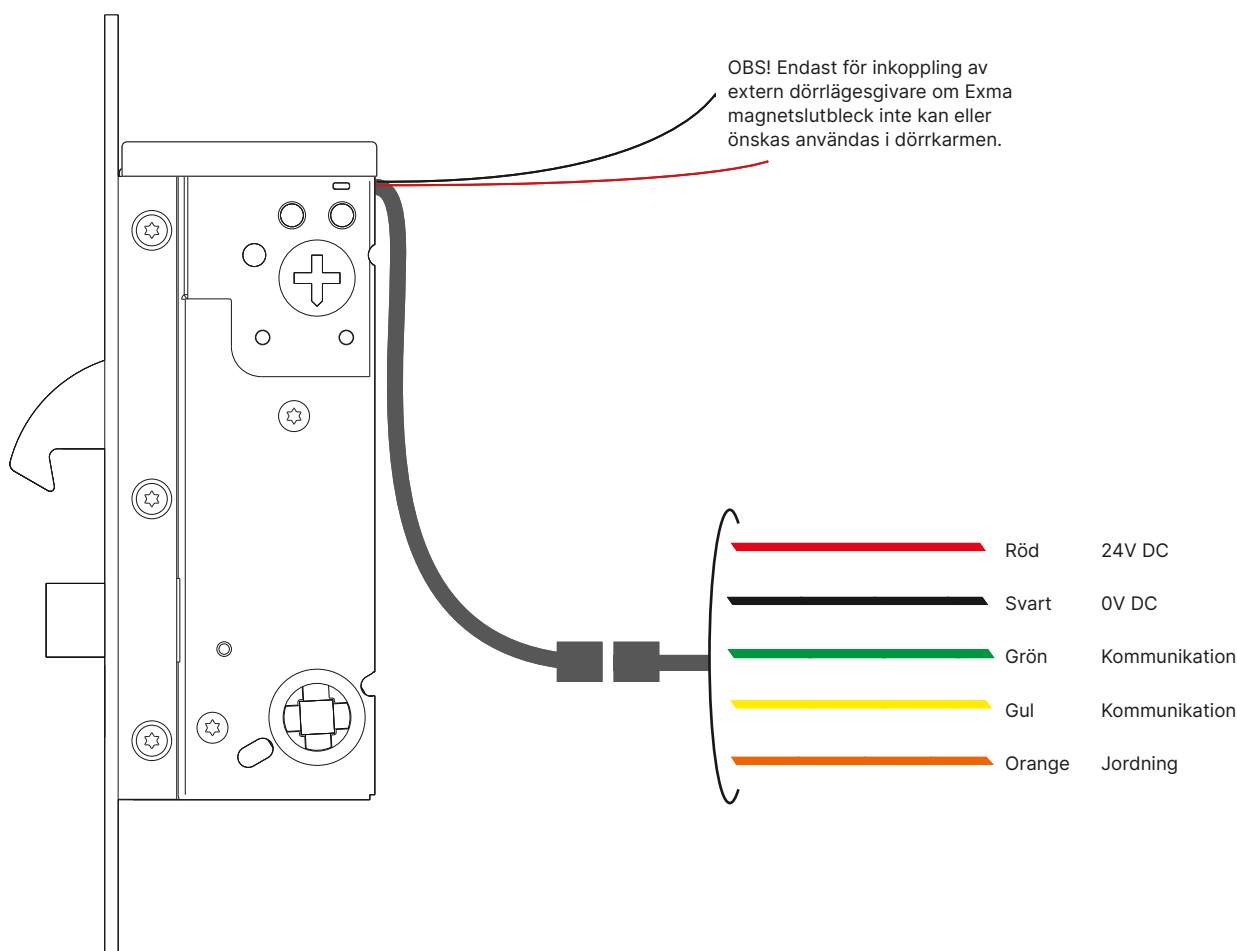 OBS! Endast för inkoppling av
extern dörrlägesgivare om Exma
magnetslutbleck inte kan eller
önskas användas i dörrkarmen.
Röd 24V DC
Svart 0V DC
Grön Kommunikation
Gul Kommunikation
Orange Jordning